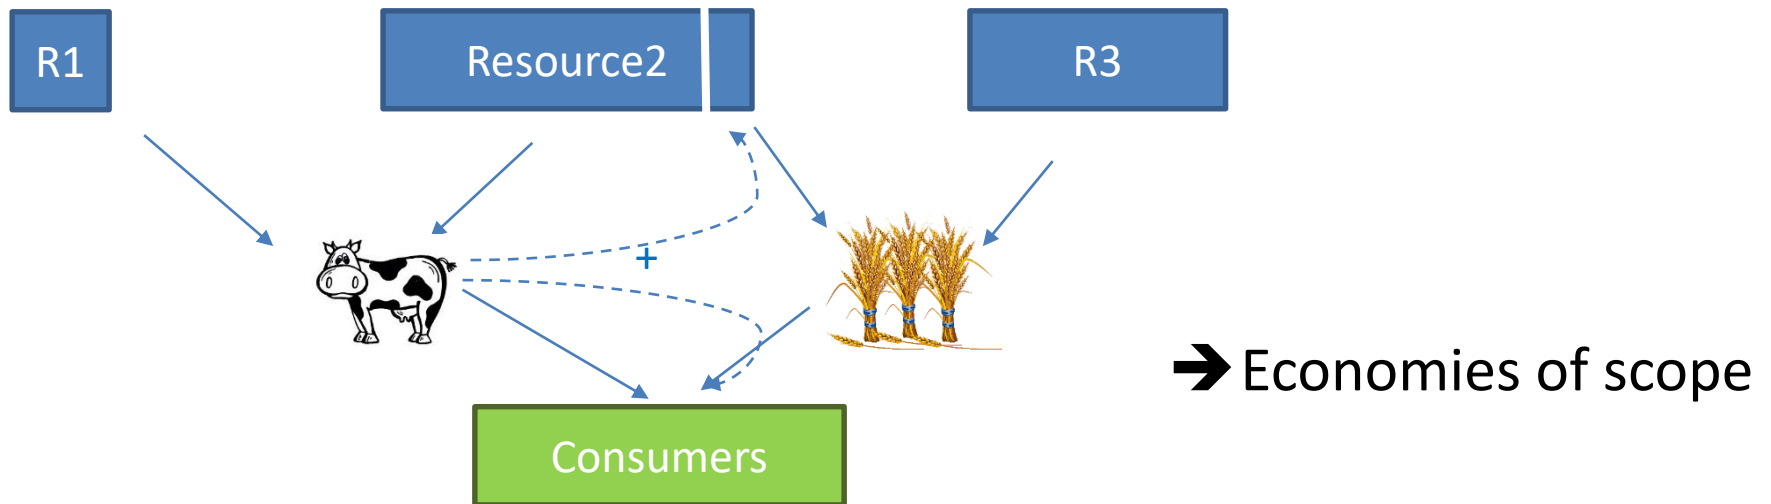 R1
Resource2
R3
+
➔ Economies of scope
Consumers